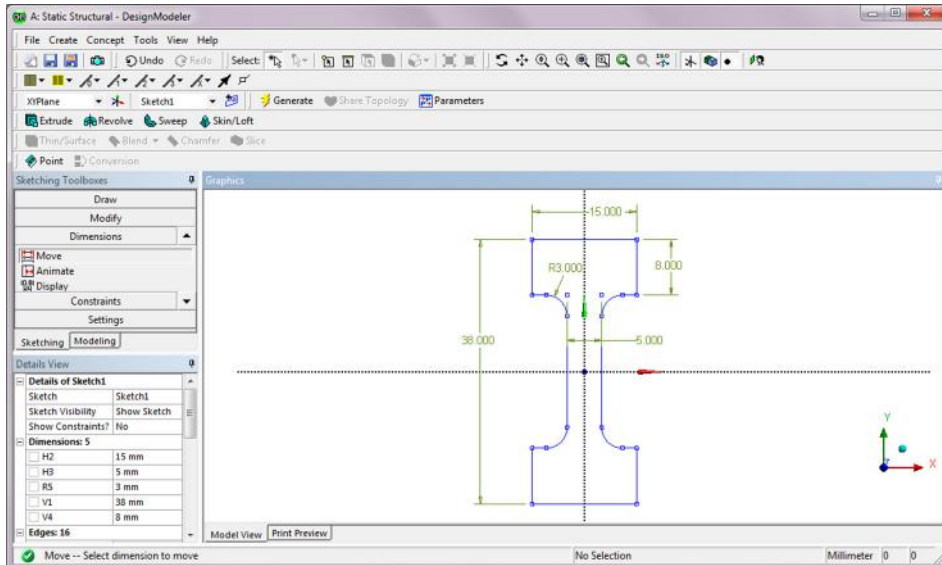 A: Static Structural - DesignModeler
File Create Concept Tools View Help
Undo Redo Select:
XYPlane Sketch1 Generate Share Topology Parameters
Extrude Revolve Sweep Skin/Loft
Thin/Surface Blend Chamfer Slice
Point Conversion
Sketching Toolboxes
Draw
Modify
Dimensions
Move
Animate
Display
Constraints
Settings
Sketching Modeling
Details View
Details of Sketch1
Sketch Sketch1
Sketch Visibility Show Sketch
Show Constraints? No
Dimensions: 5
H2 15 mm
H3 5 mm
R5 3 mm
V1 38 mm
V4 8 mm
Edges: 16
Graphics
15.000
R3.000
8.000
38.000
5.000
Y
X
Model View Print Preview
Move -- Select dimension to move No Selection Millimeter 0 0